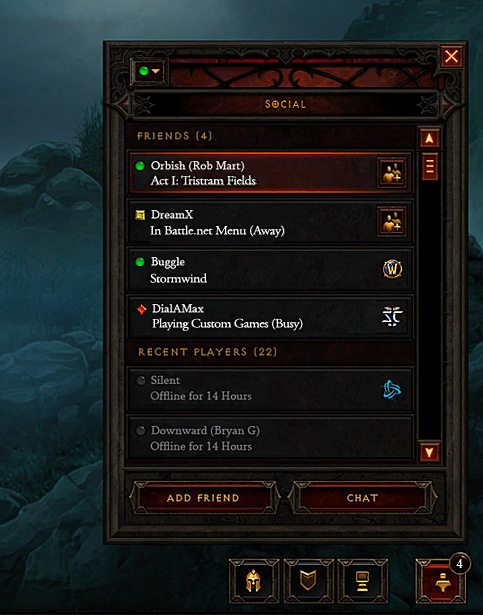 SOCIAL
FRIENDS (4)
Orbish (Rob Mart)
Act I: Tristram Fields
DreamX
In Battle.net Menu (Away)
Buggle
Stormwind
DialAMax
Playing Custom Games (Busy)
RECENT PLAYERS (22)
Silent
Offline for 14 Hours
Downward (Bryan G)
Offline for 14 Hours
ADD FRIEND
CHAT
4